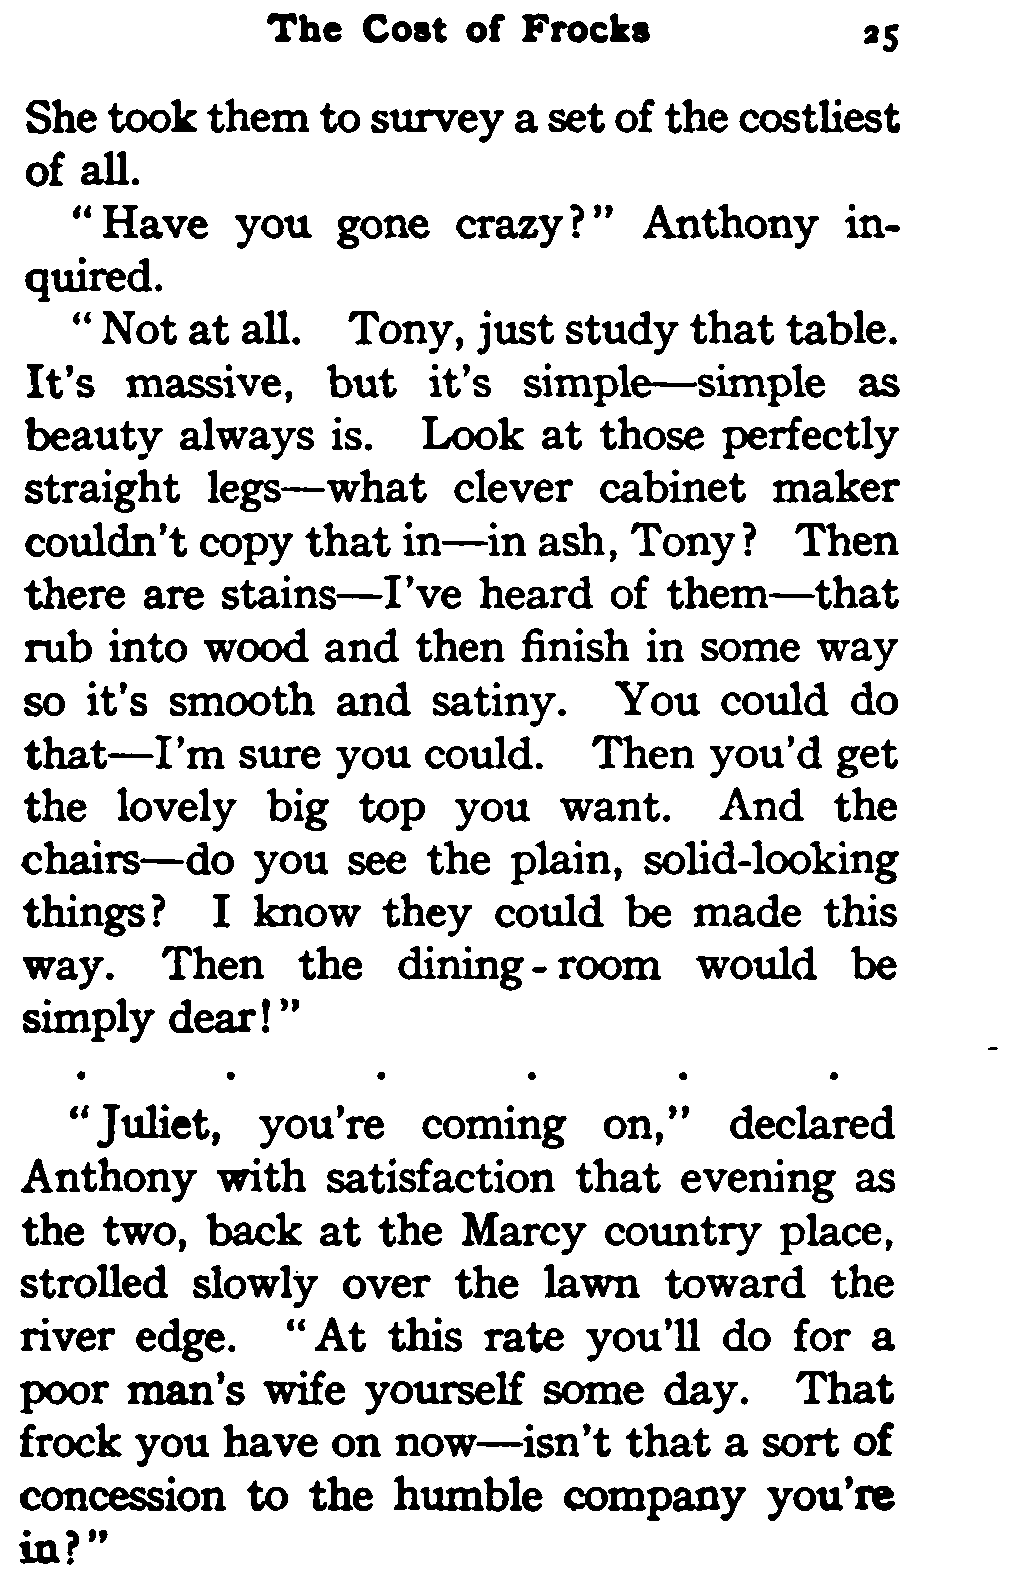 The Cost of Frocks 25
She took them to survey a set of the costliest
of all.
"Have you gone crazy?" Anthony in-
quired.
"Not at all. Tony, just study that table.
It's massive, but it's simple—simple as
beauty always is. Look at those perfectly
straight legs—what clever cabinet maker
couldn't copy that in—in ash, Tony? Then
there are stains—I've heard of them—that
rub into wood and then finish in some way
so it's smooth and satiny. You could do
that—I'm sure you could. Then you'd get
the lovely big top you want. And the
chairs—do you see the plain, solid-looking
things? I know they could be made this
way. Then the dining-room would be
simply dear!"
. . . . . .
"Juliet, you're coming on," declared
Anthony with satisfaction that evening as
the two, back at the Marcy country place,
strolled slowly over the lawn toward the
river edge. "At this rate you'll do for a
poor man's wife yourself some day. That
frock you have on now—isn't that a sort of
concession to the humble company you're
in?"